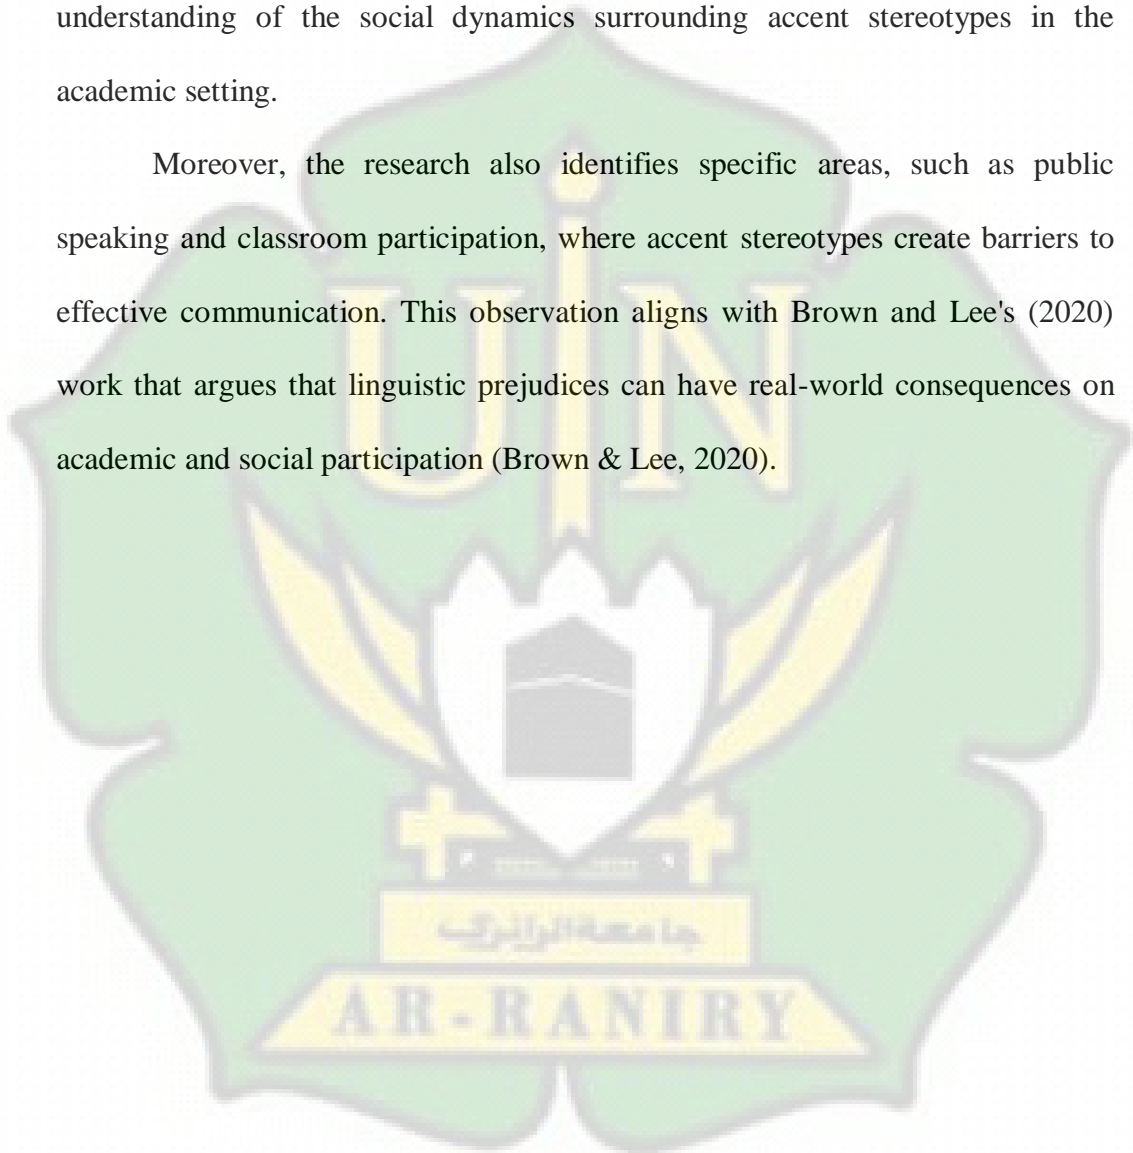 understanding of the social dynamics surrounding accent stereotypes in the
academic setting.
Moreover, the research also identifies specific areas, such as public
speaking and classroom participation, where accent stereotypes create barriers to
effective communication. This observation aligns with Brown and Lee's (2020)
work that argues that linguistic prejudices can have real-world consequences on
academic and social participation (Brown & Lee, 2020).
UIN
جامعة الرانري
AR-RANIRY